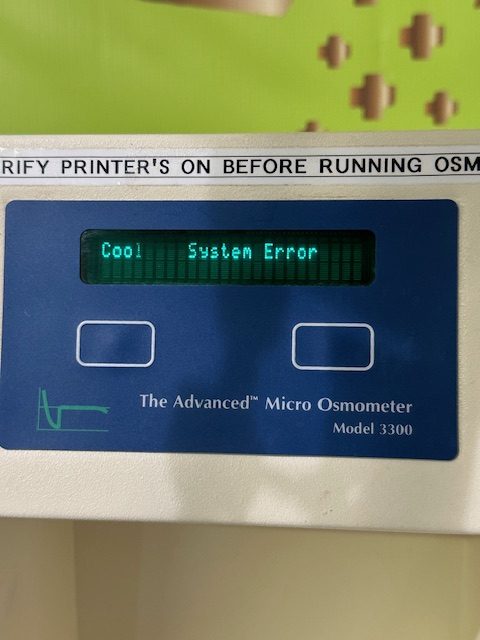 RIFY PRINTER'S ON BEFORE RUNNING OSM
Cool System Error
The Advanced™ Micro Osmometer
Model 3300